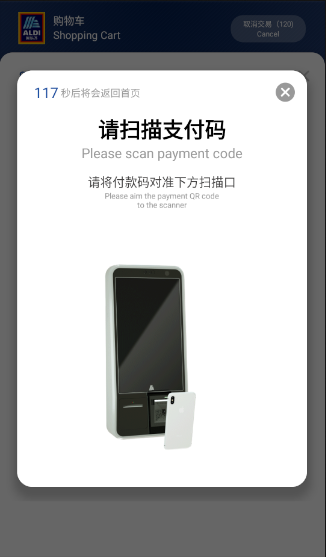 ALDI
购物车
Shopping Cart
取消交易（120）
Cancel
117 秒后将会返回首页
请扫描支付码
Please scan payment code
请将付款码对准下方扫描口
Please aim the payment QR code
to the scanner